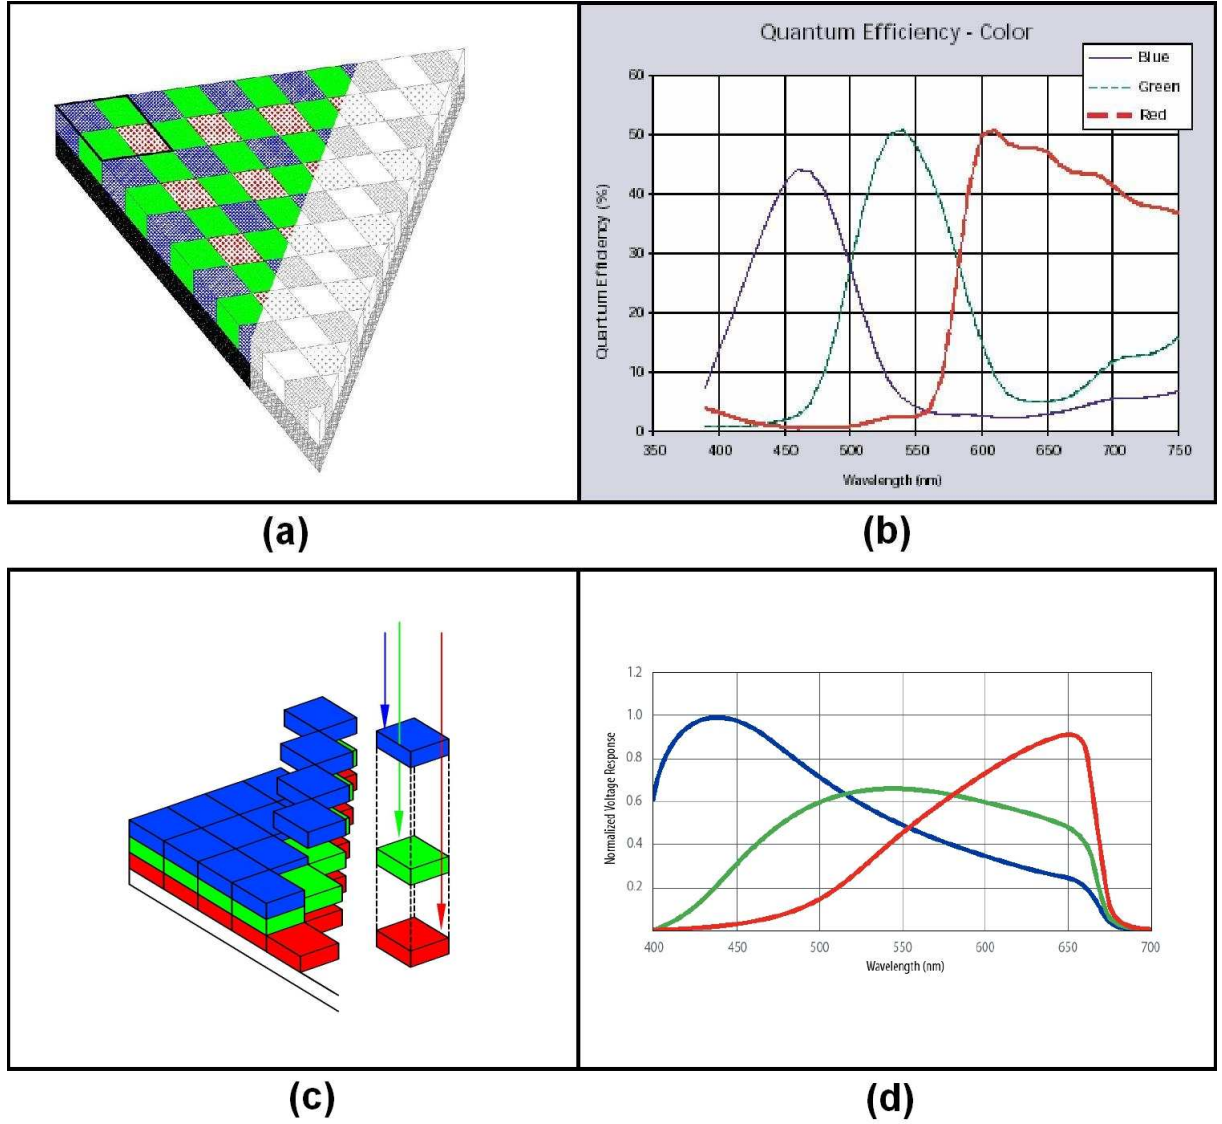 Quantum Efficiency - Color
Blue
Green
Red
Quantum Efficiency (%)
60
50
40
30
20
10
0
350 400 450 500 550 600 650 700 750
Wavelength (nm)
(a)
(b)
Normalized Voltage Response
1.2
1.0
0.8
0.6
0.4
0.2
400 450 500 550 600 650 700
Wavelength (nm)
(c)
(d)